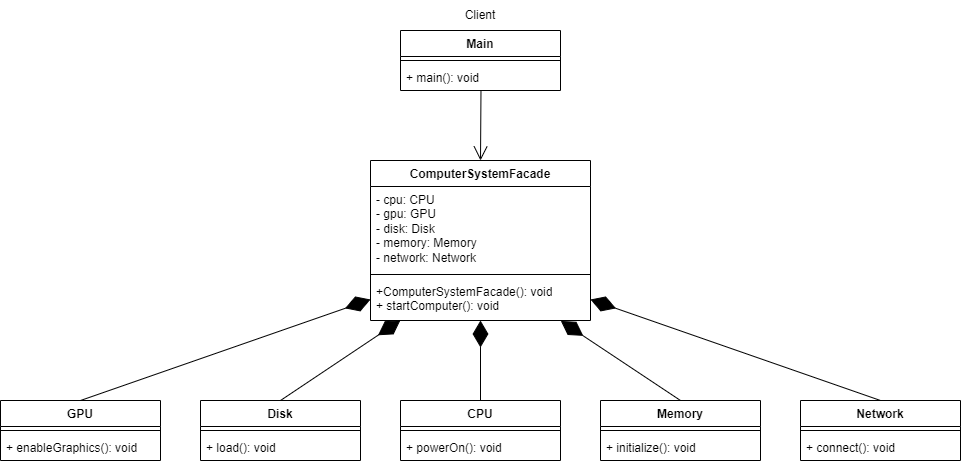 Client
Main
+ main(): void
ComputerSystemFacade
- cpu: CPU
- gpu: GPU
- disk: Disk
- memory: Memory
- network: Network
+ComputerSystemFacade(): void
+ startComputer(): void
GPU
+ enableGraphics(): void
Disk
+ load(): void
CPU
+ powerOn(): void
Memory
+ initialize(): void
Network
+ connect(): void